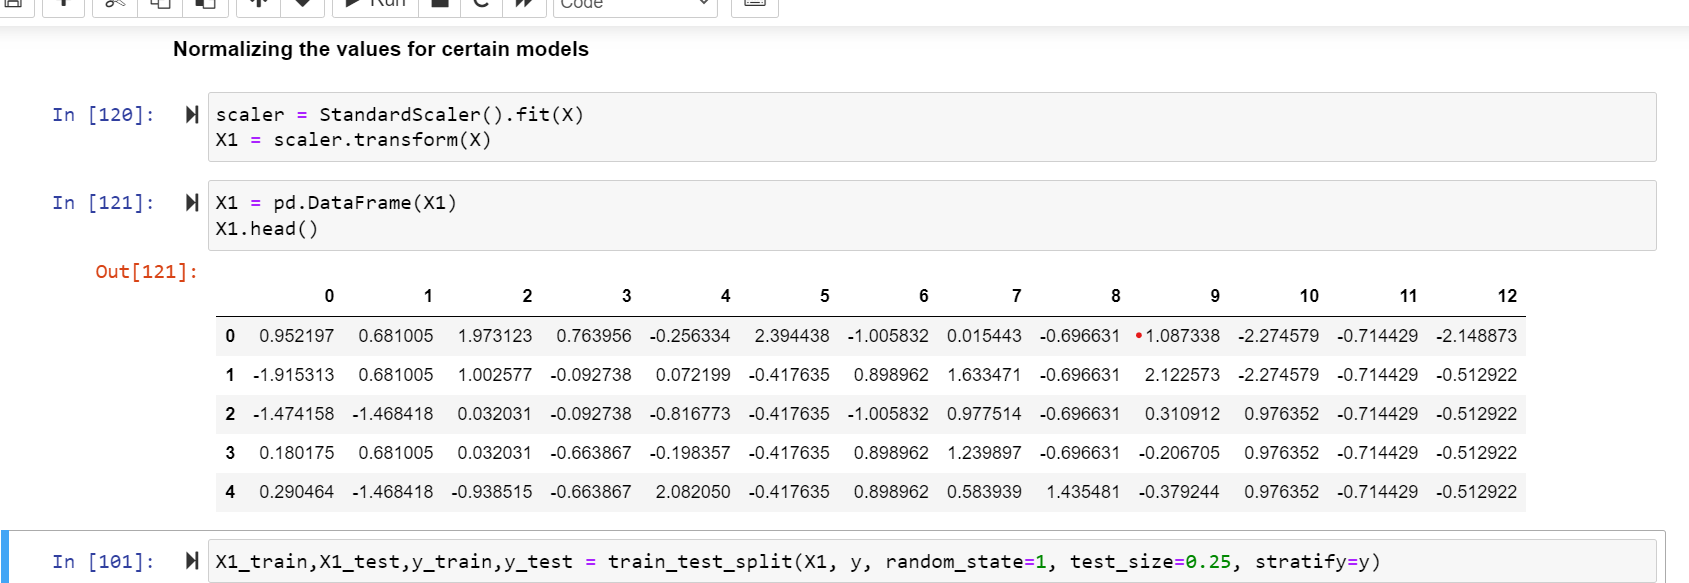 Run Code
Normalizing the values for certain models
In [120]: scaler = StandardScaler().fit(X)
X1 = scaler.transform(X)
In [121]: X1 = pd.DataFrame(X1)
X1.head()
Out[121]:
0 1 2 3 4 5 6 7 8 9 10 11 12
0 0.952197 0.681005 1.973123 0.763956 -0.256334 2.394438 -1.005832 0.015443 -0.696631 1.087338 -2.274579 -0.714429 -2.148873
1 -1.915313 0.681005 1.002577 -0.092738 0.072199 -0.417635 0.898962 1.633471 -0.696631 2.122573 -2.274579 -0.714429 -0.512922
2 -1.474158 -1.468418 0.032031 -0.092738 -0.816773 -0.417635 -1.005832 0.977514 -0.696631 0.310912 0.976352 -0.714429 -0.512922
3 0.180175 0.681005 0.032031 -0.663867 -0.198357 -0.417635 0.898962 1.239897 -0.696631 -0.206705 0.976352 -0.714429 -0.512922
4 0.290464 -1.468418 -0.938515 -0.663867 2.082050 -0.417635 0.898962 0.583939 1.435481 -0.379244 0.976352 -0.714429 -0.512922
In [101]: X1_train,X1_test,y_train,y_test = train_test_split(X1, y, random_state=1, test_size=0.25, stratify=y)